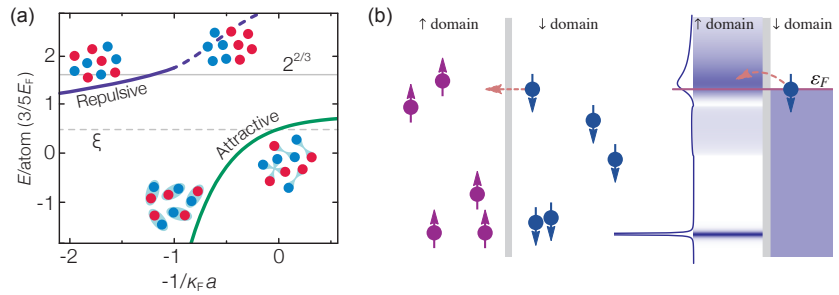 (a)
E/atom (3/5E_F)
2
1
0
-1
2^{2/3}
Repulsive
ξ
Attractive
-2
-1
0
-1/κ_F a
(b)
↑ domain
↓ domain
↑ domain
↓ domain
ε_F